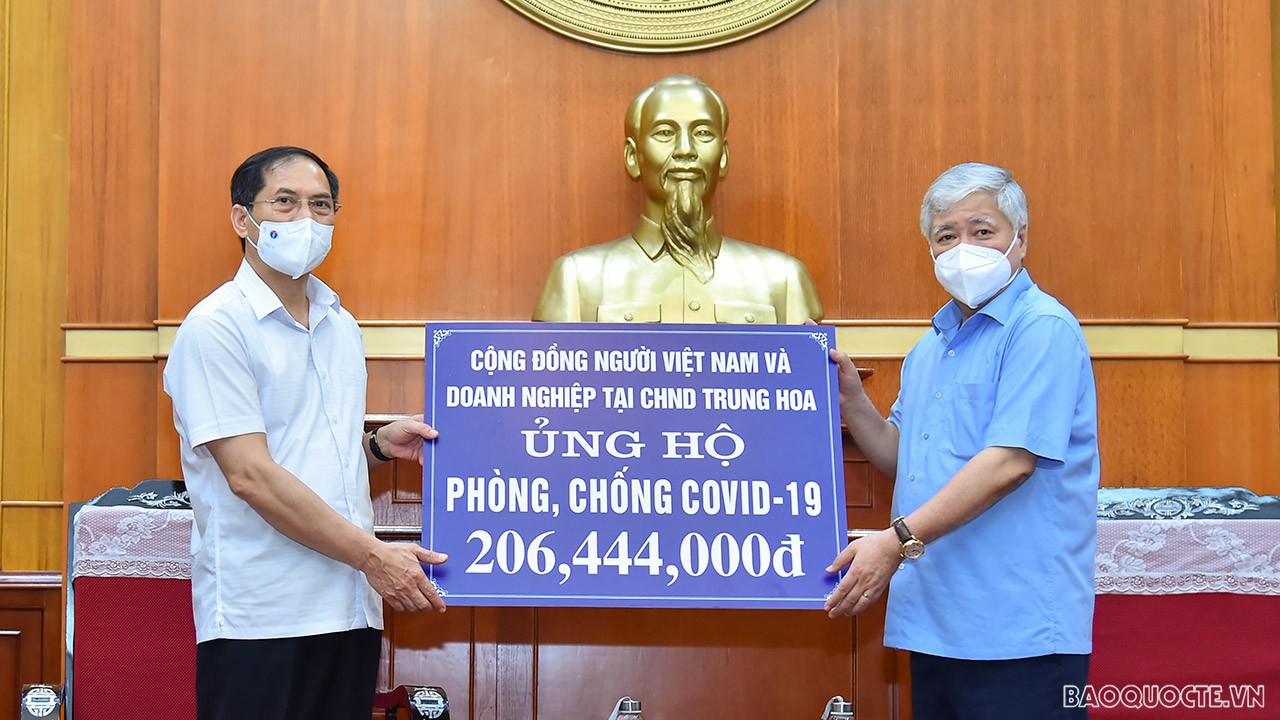 CỘNG ĐỒNG NGƯỜI VIỆT NAM VÀ
DOANH NGHIỆP TẠI CHND TRUNG HOA
ỦNG HỘ
PHÒNG, CHỐNG COVID-19
206,444,000đ
BAOQUOCTE.VN